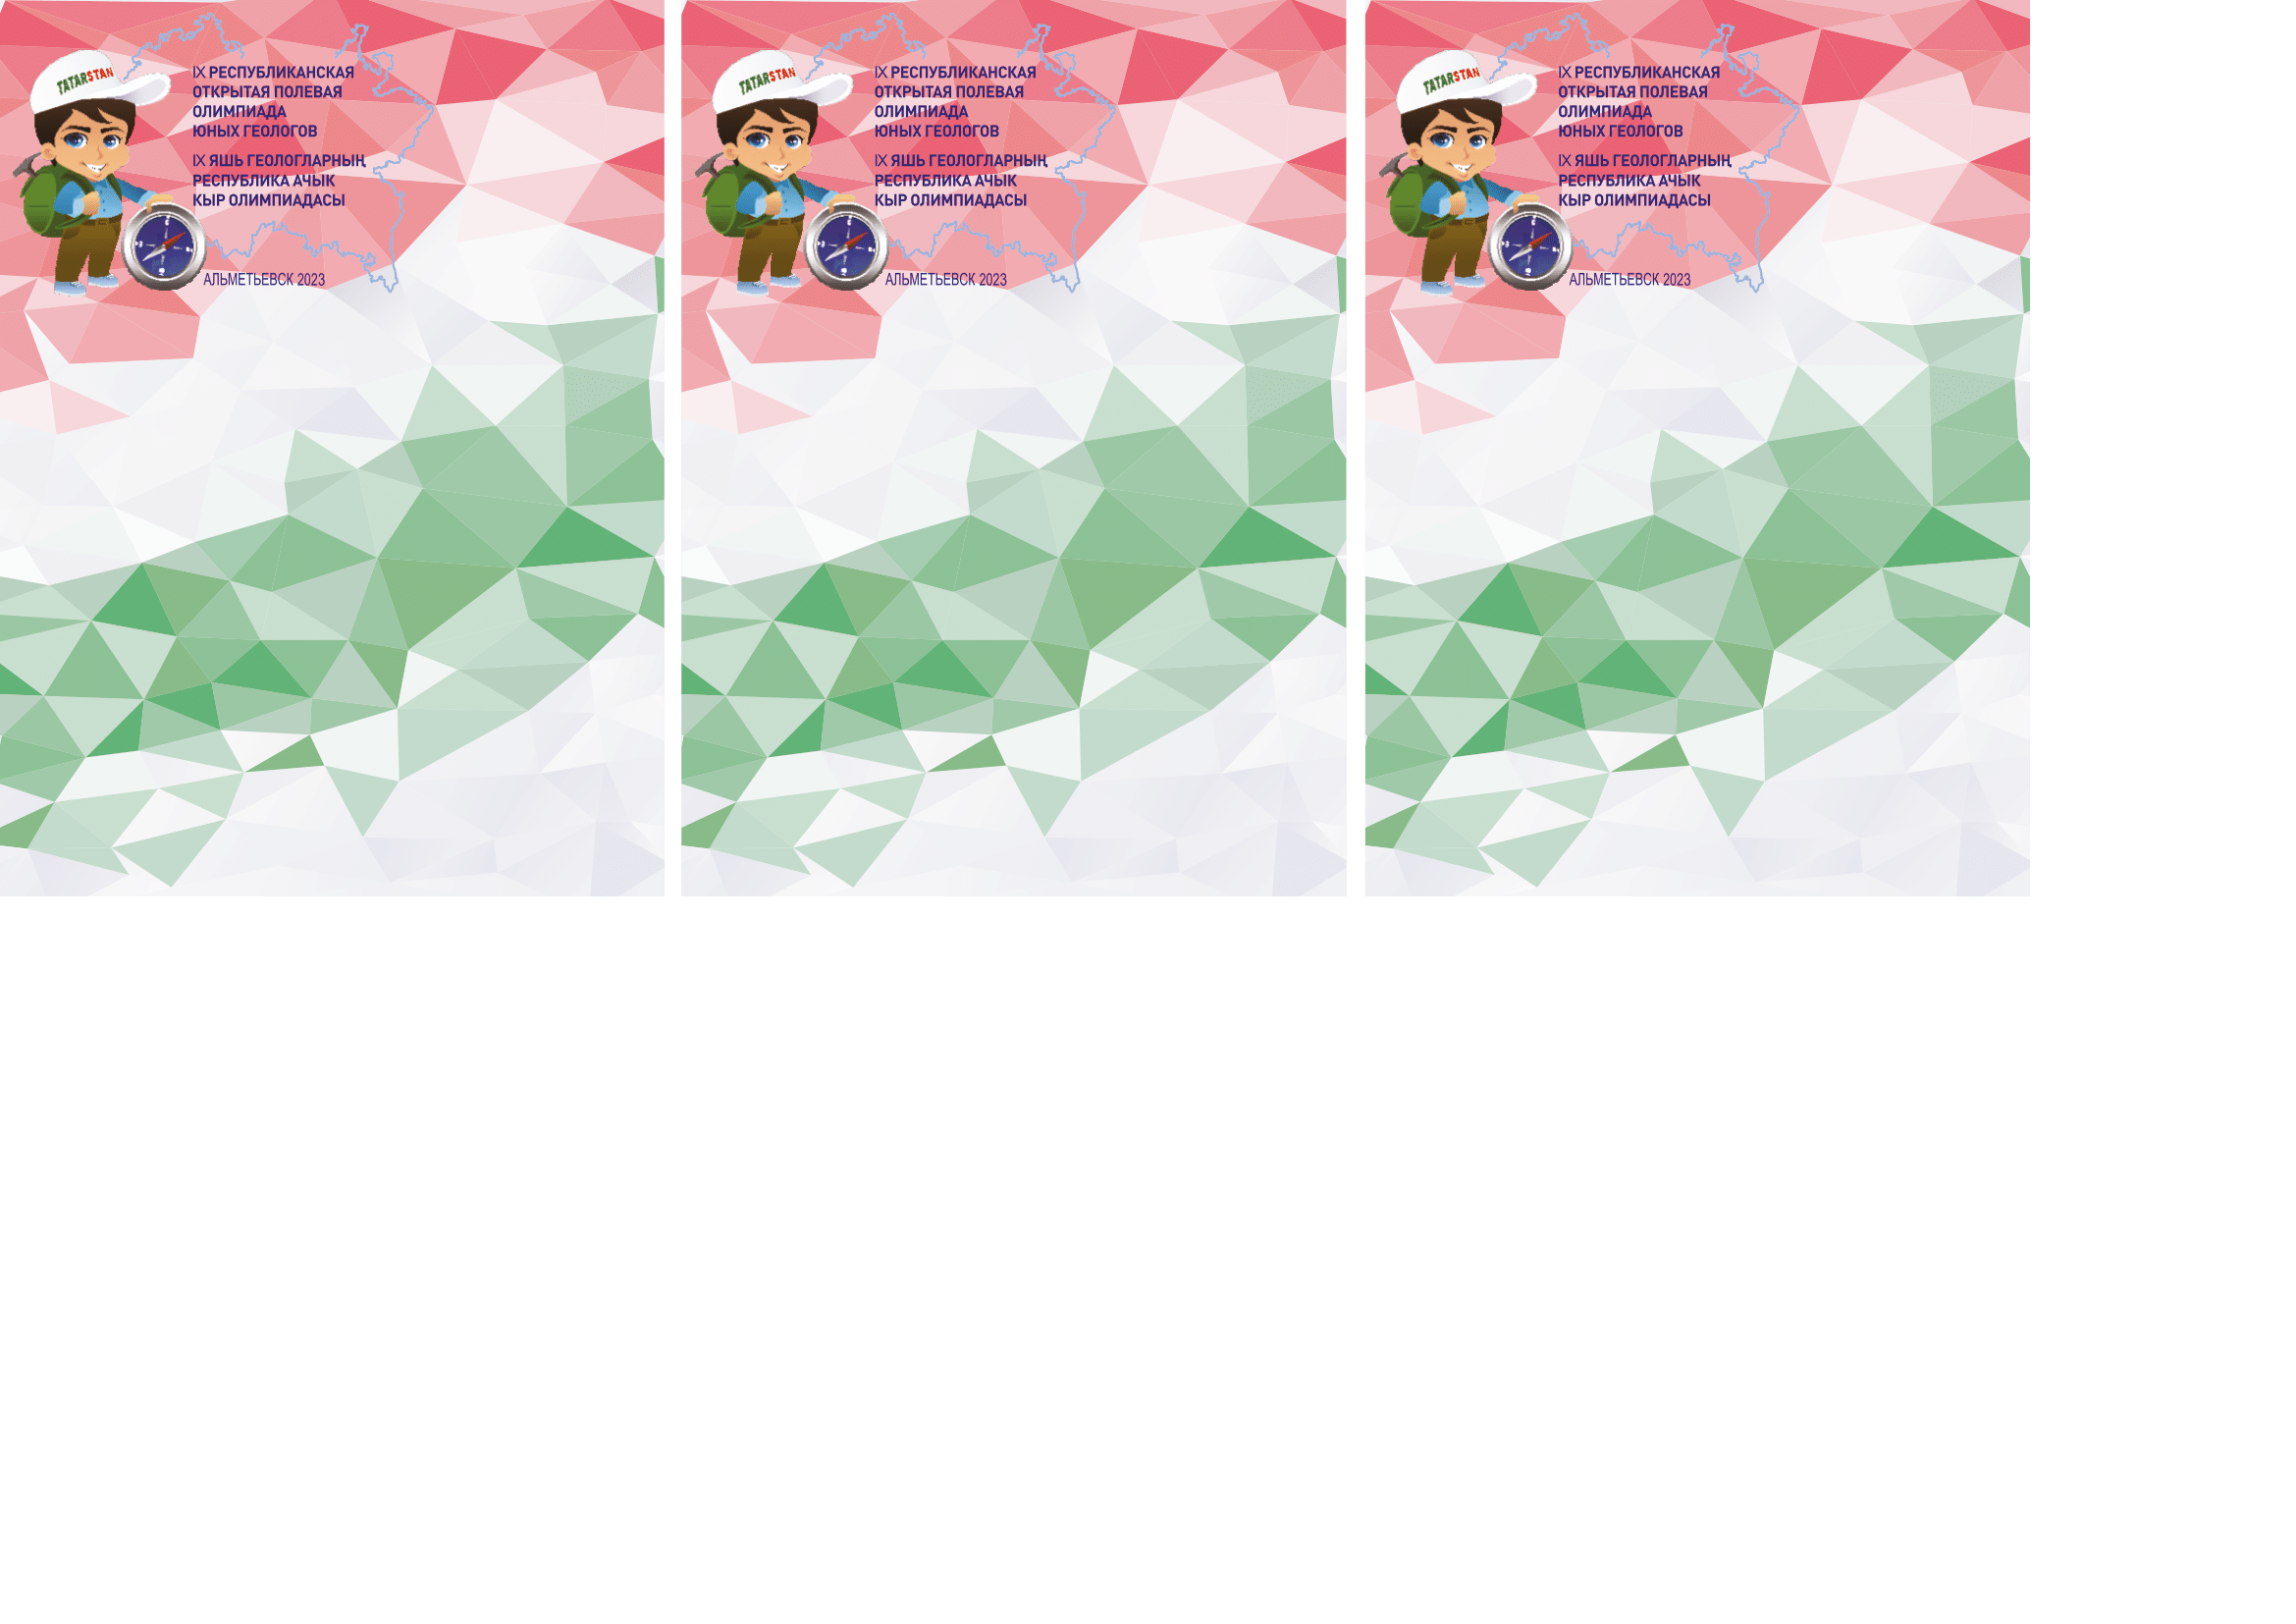 TATARSTAN
IX РЕСПУБЛИКАНСКАЯ
ОТКРЫТАЯ ПОЛЕВАЯ
ОЛИМПИАДА
ЮНЫХ ГЕОЛОГОВ
IX ЯШЬ ГЕОЛОГЛАРНЫҢ
РЕСПУБЛИКА АЧЫК
КЫР ОЛИМПИАДАСЫ
АЛЬМЕТЬЕВСК 2023
TATARSTAN
IX РЕСПУБЛИКАНСКАЯ
ОТКРЫТАЯ ПОЛЕВАЯ
ОЛИМПИАДА
ЮНЫХ ГЕОЛОГОВ
IX ЯШЬ ГЕОЛОГЛАРНЫҢ
РЕСПУБЛИКА АЧЫК
КЫР ОЛИМПИАДАСЫ
АЛЬМЕТЬЕВСК 2023
TATARSTAN
IX РЕСПУБЛИКАНСКАЯ
ОТКРЫТАЯ ПОЛЕВАЯ
ОЛИМПИАДА
ЮНЫХ ГЕОЛОГОВ
IX ЯШЬ ГЕОЛОГЛАРНЫҢ
РЕСПУБЛИКА АЧЫК
КЫР ОЛИМПИАДАСЫ
АЛЬМЕТЬЕВСК 2023